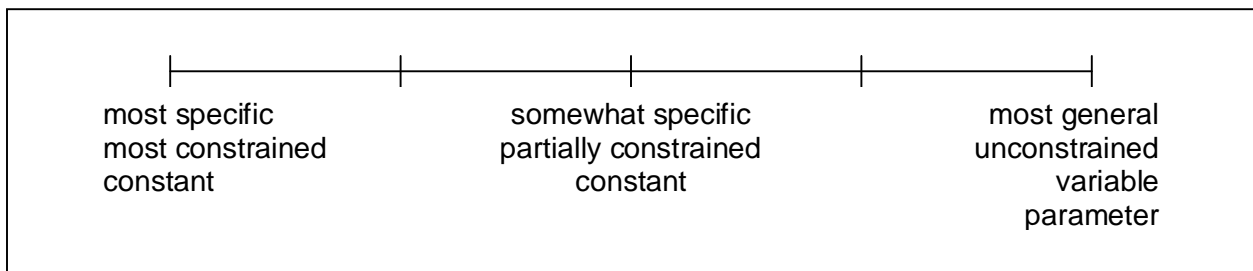 most specific
most constrained
constant
somewhat specific
partially constrained
constant
most general
unconstrained
variable
parameter